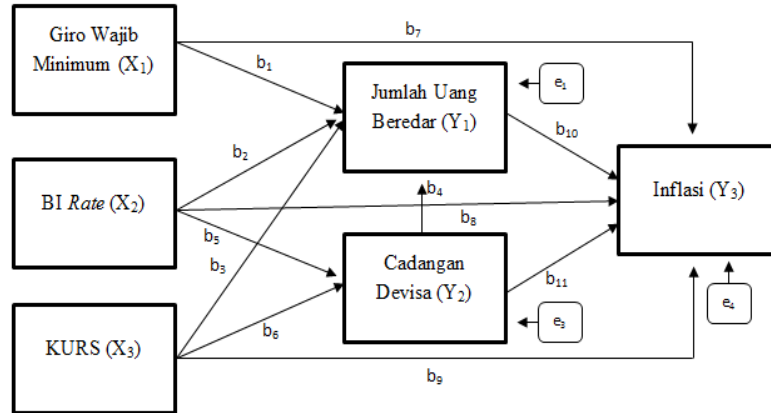 Giro Wajib
Minimum (X₁)
b₇
b₁
Jumlah Uang
Beredar (Y₁)
e₁
b₁₀
b₂
BI Rate (X₂)
b₄
b₈
Inflasi (Y₃)
b₅
b₃
Cadangan
Devisa (Y₂)
b₁₁
e₃
e₄
KURS (X₃)
b₆
b₉